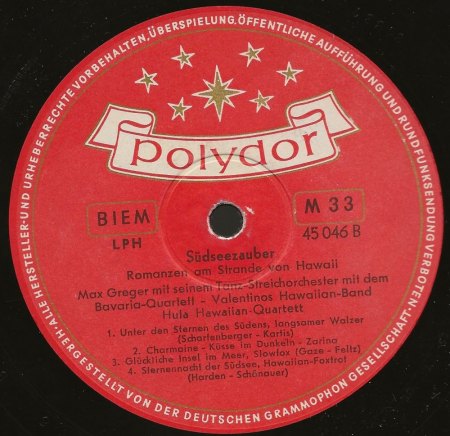 ALLE HERSTELLER- UND URHEBERRECHTE VORBEHALTEN, ÜBERSPIELUNG, ÖFFENTLICHE AUFFÜHRUNG UND RUNDFUNKSENDUNG VERBOTEN.
Polydor
BIEM
LPH
M 33
45 046 B
Südseezauber
Romanzen am Strande von Hawaii
Max Greger mit seinem Tanz-Streichorchester mit dem
Bavaria-Quartett - Valentinos Hawaiian-Band
Hula Hawaiian-Quartett
1. Unter den Sternen des Südens, langsamer Walzer
(Scharfenberger - Karlis)
2. Charmaine - Küsse im Dunkeln - Zarina
3. Glückliche Insel im Meer, Slowfox (Gaze - Feltz)
4. Sternennacht der Südsee, Hawaiian-Foxtrot
(Harden - Schönauer)
HERGESTELLT VON DER DEUTSCHEN GRAMMOPHON GESELLSCHAFT